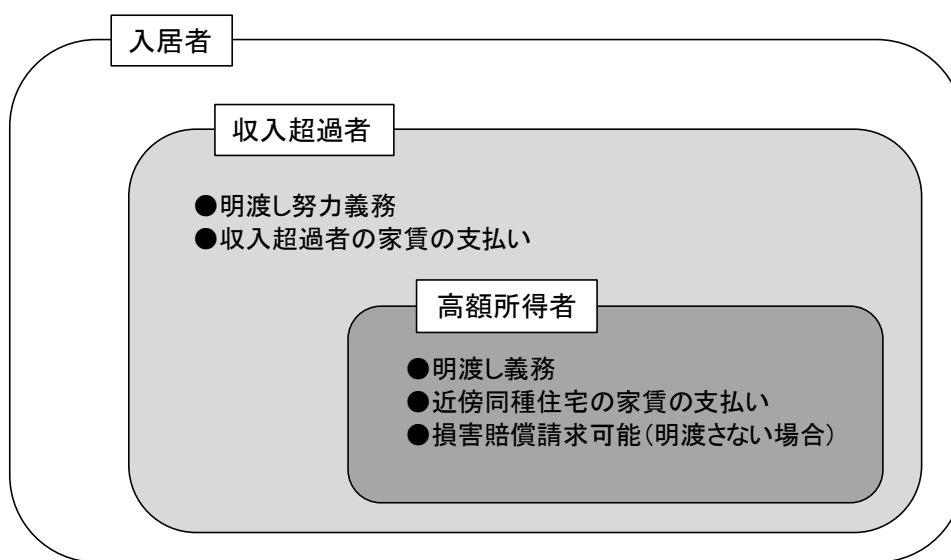 入居者
収入超過者
●明渡し努力義務
●収入超過者の家賃の支払い
高額所得者
●明渡し義務
●近傍同種住宅の家賃の支払い
●損害賠償請求可能(明渡さない場合)